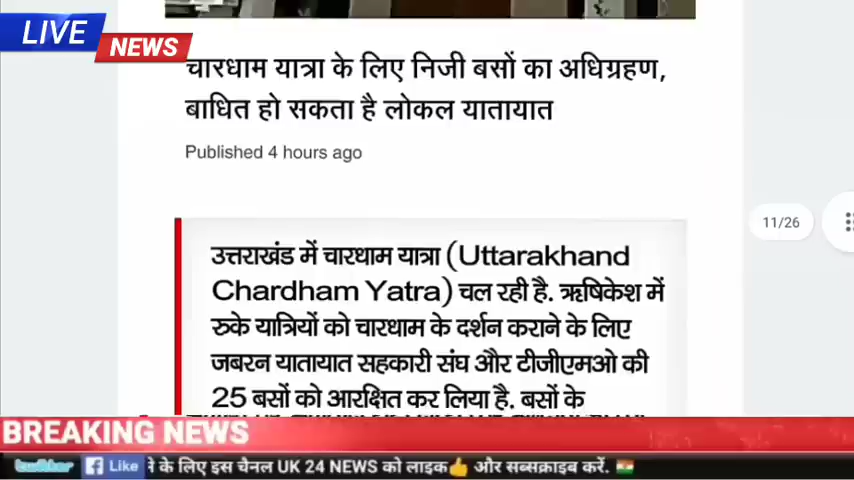 LIVE
NEWS
चारधाम यात्रा के लिए निजी बसों का अधिग्रहण,
बाधित हो सकता है लोकल यातायात
Published 4 hours ago
11/26
उत्तराखंड में चारधाम यात्रा (Uttarakhand
Chardham Yatra) चल रही है. ऋषिकेश में
रुके यात्रियों को चारधाम के दर्शन कराने के लिए
जबरन यातायात सहकारी संघ और टीजीएमओ की
25 बसों को आरक्षित कर लिया है. बसों के
BREAKING NEWS
twitter
Like
ने के लिए इस चैनल UK 24 NEWS को लाइक👍 और सब्सक्राइब करें. 🇮🇳